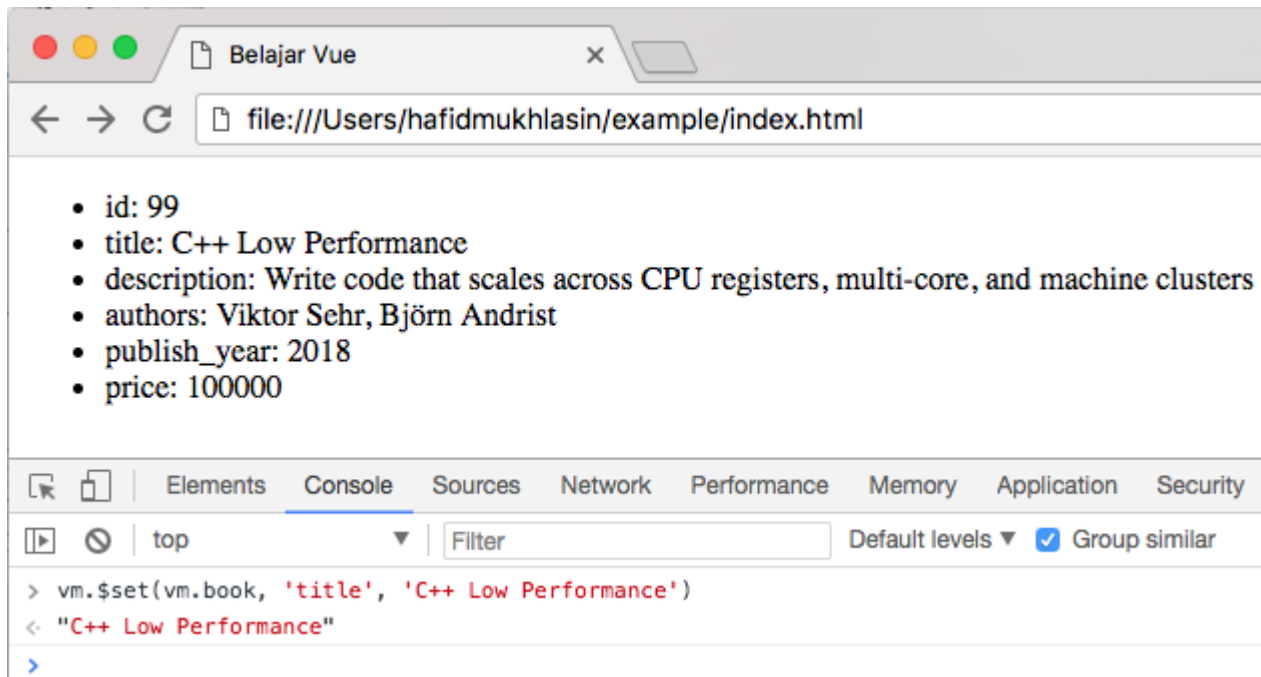 Belajar Vue
file:///Users/hafidmukhlasin/example/index.html
• id: 99
• title: C++ Low Performance
• description: Write code that scales across CPU registers, multi-core, and machine clusters
• authors: Viktor Sehr, Björn Andrist
• publish_year: 2018
• price: 100000
Elements Console Sources Network Performance Memory Application Security
top Filter Default levels Group similar
> vm.$set(vm.book, 'title', 'C++ Low Performance')
"C++ Low Performance"
>